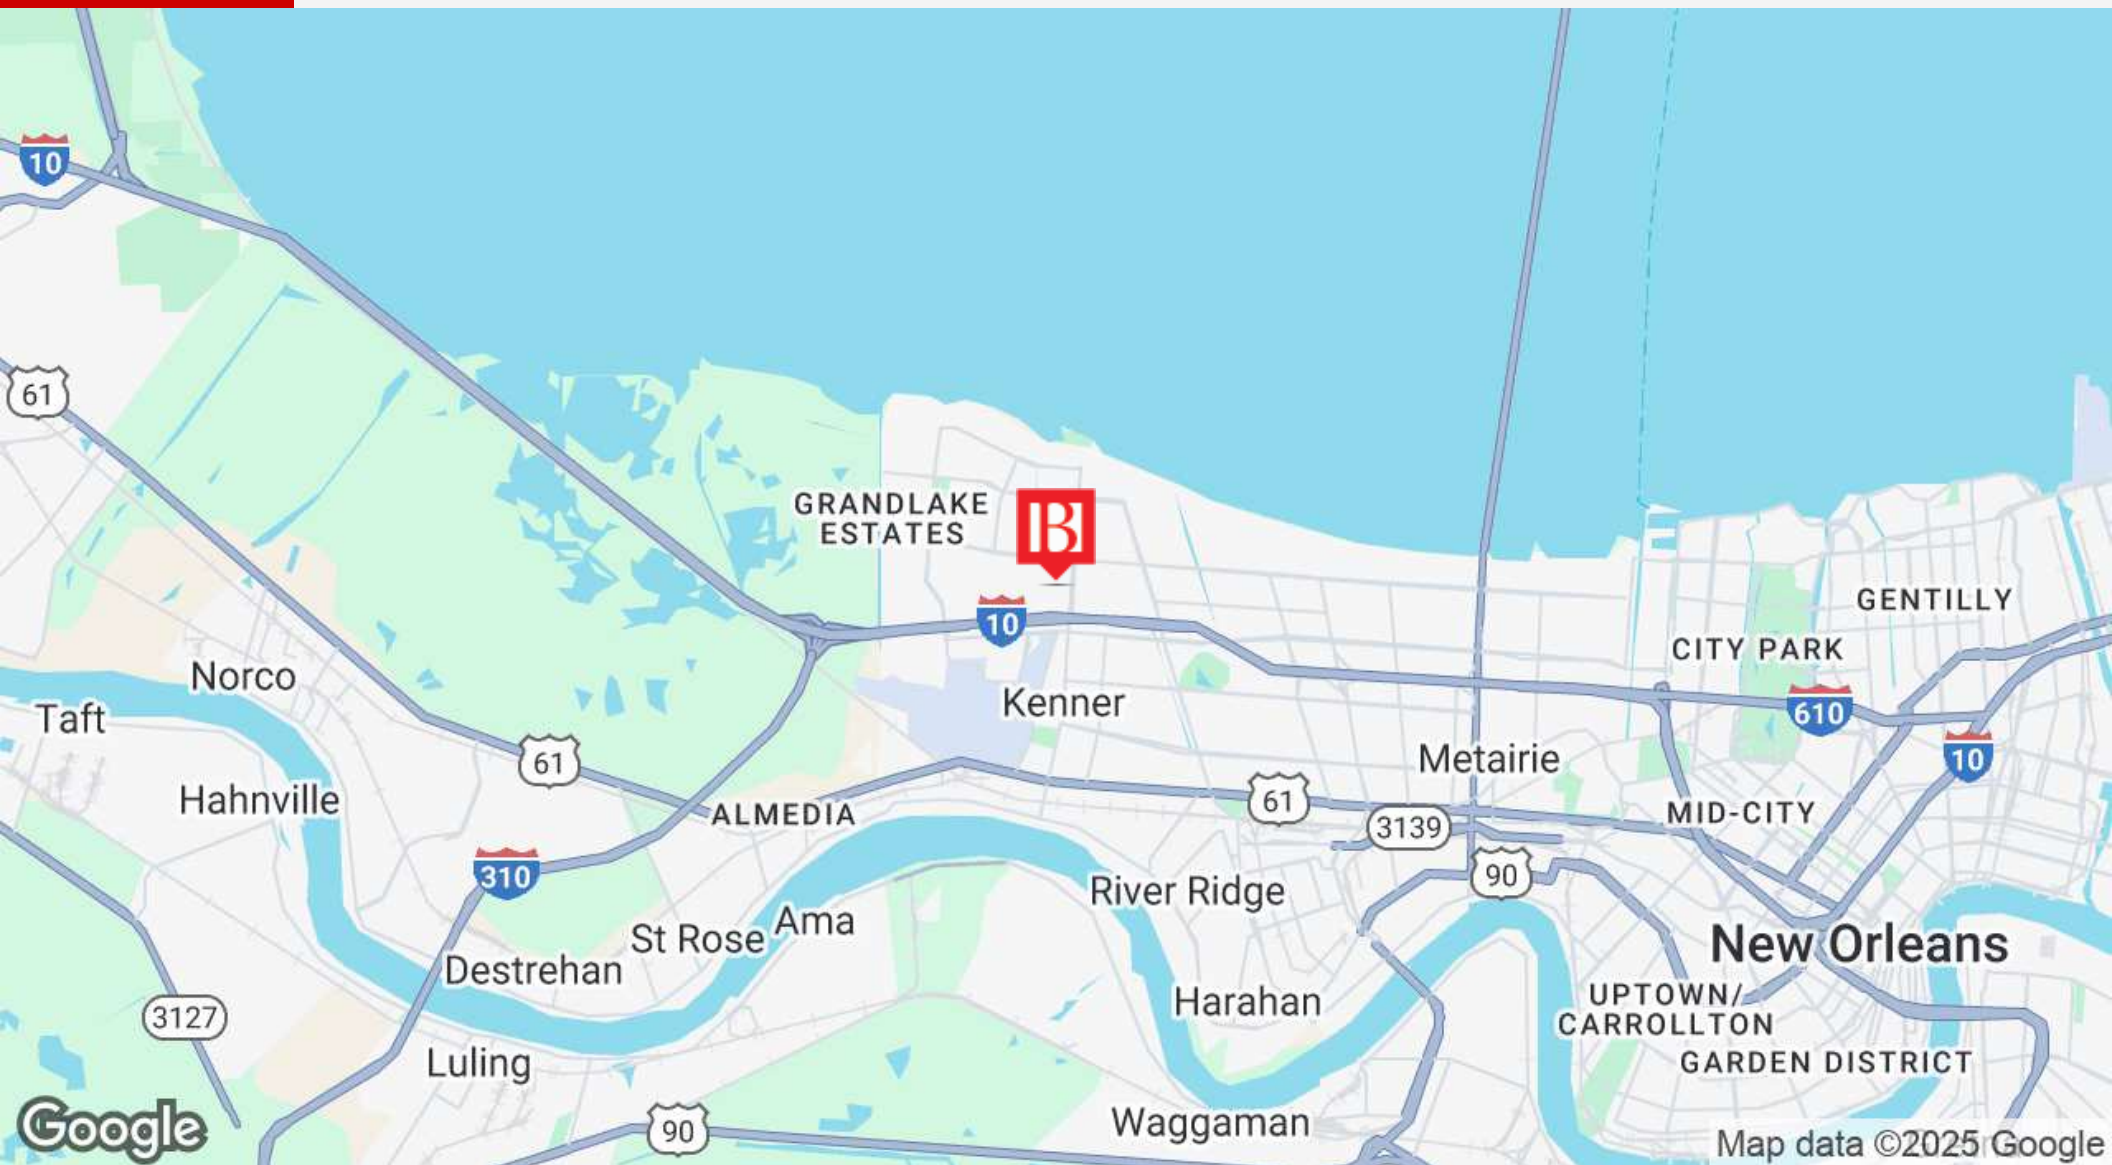 10
61
GRANDLAKE
ESTATES
B
10
GENTILLY
CITY PARK
Norco
Kenner
610
Taft
61
Metairie
10
Hahnville
61
ALMEDIA
3139
MID-CITY
310
90
River Ridge
Ama
St Rose
New Orleans
Destrehan
3127
Harahan
UPTOWN/
CARROLLTON
Luling
GARDEN DISTRICT
Google
90
Waggaman
Map data ©2025 Google